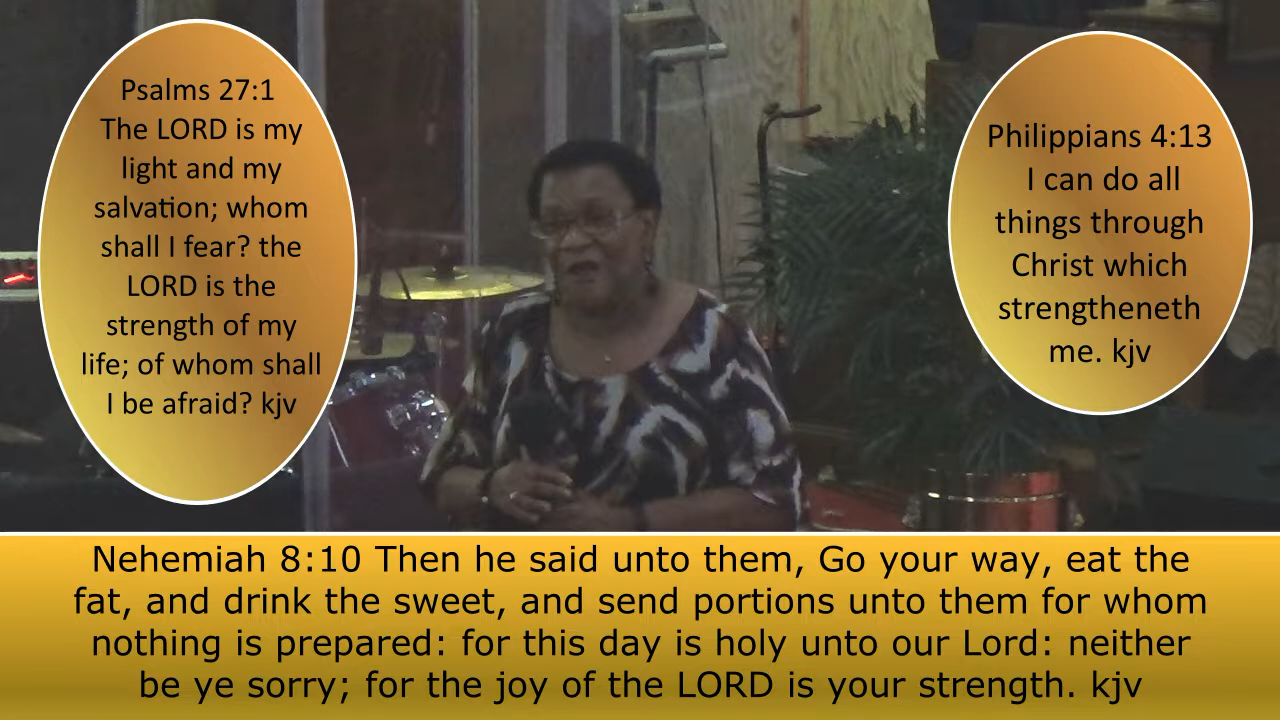 Psalms 27:1
The LORD is my
light and my
salvation; whom
shall I fear? the
LORD is the
strength of my
life; of whom shall
I be afraid? kjv
Philippians 4:13
I can do all
things through
Christ which
strengtheneth
me. kjv
Nehemiah 8:10 Then he said unto them, Go your way, eat the
fat, and drink the sweet, and send portions unto them for whom
nothing is prepared: for this day is holy unto our Lord: neither
be ye sorry; for the joy of the LORD is your strength. kjv